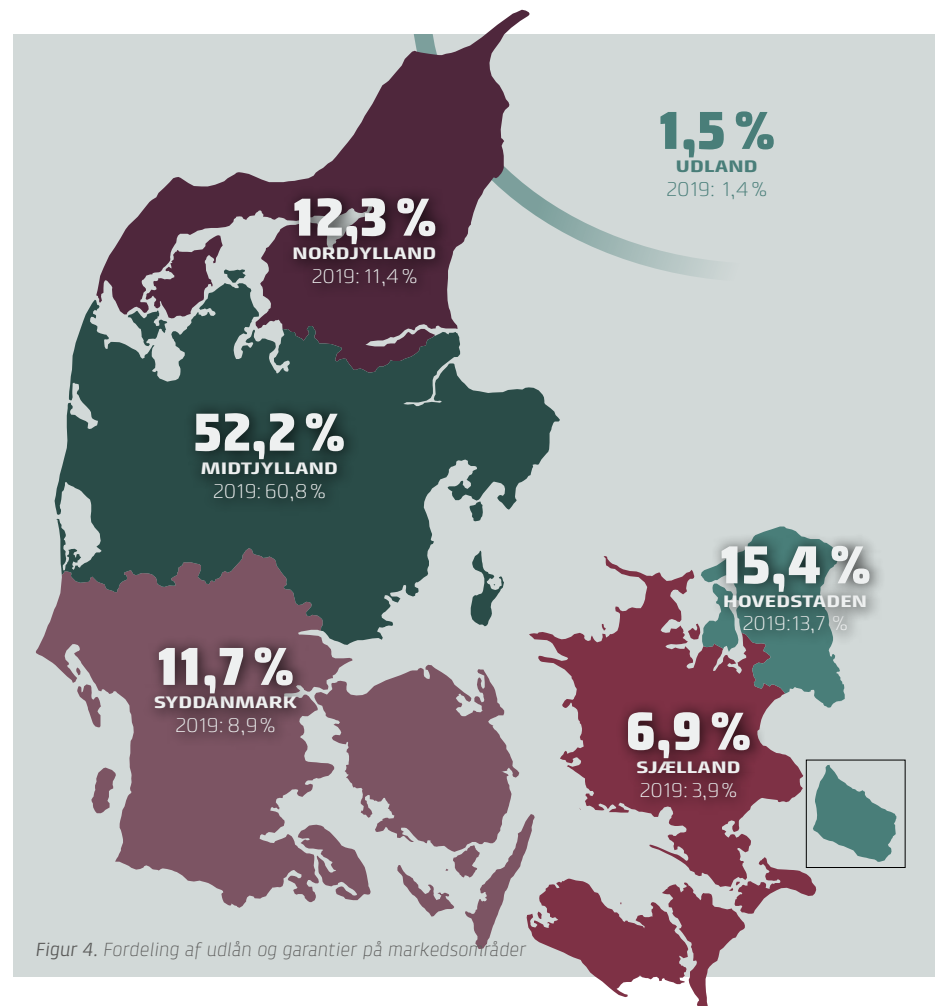 1,5 %
UDLAND
2019: 1,4 %
12,3 %
NORDJYLLAND
2019: 11,4 %
52,2 %
MIDTJYLLAND
2019: 60,8 %
15,4 %
HOVEDSTADEN
2019:13,7 %
11,7 %
SYDDANMARK
2019: 8,9 %
6,9 %
SJÆLLAND
2019: 3,9 %
Figur 4. Fordeling af udlån og garantier på markedsområder